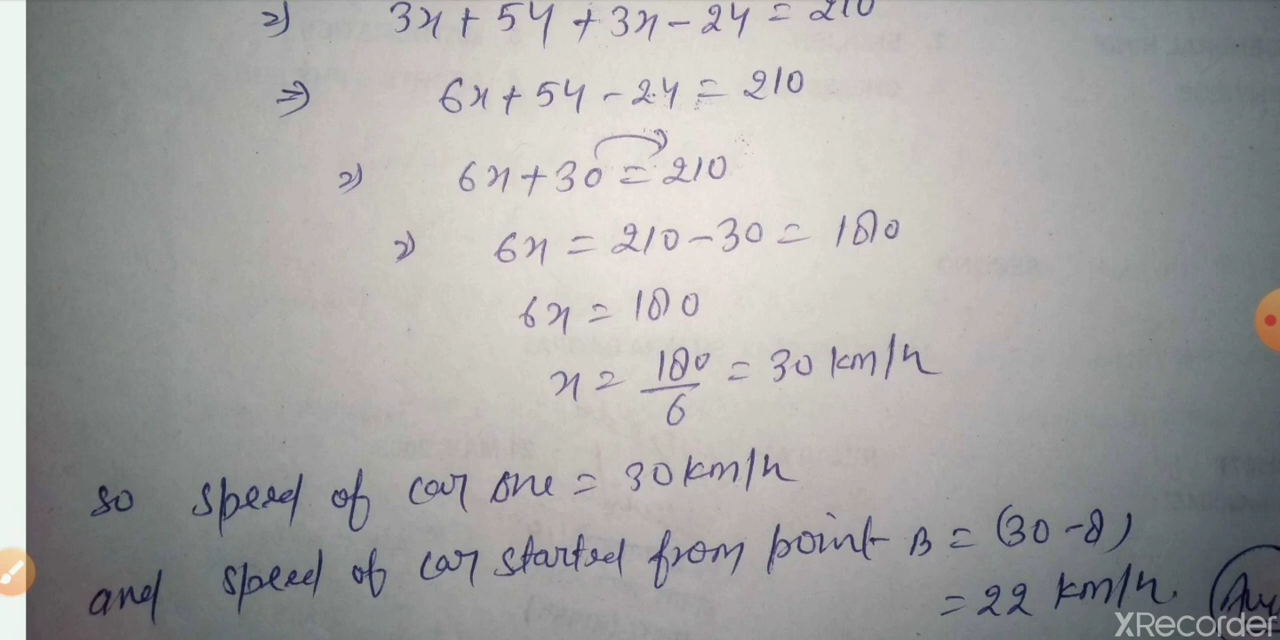 ⇒) 3x + 54 + 3x - 24 = 210
⇒) 6x + 54 - 24 = 210
⇒) 6x + 30 = 210
⇒) 6x = 210 - 30 = 180
6x = 180
x = 180/6 = 30 km/h
so speed of car one = 30 km/h
and speed of car started from point B = (30 - 8)
= 22 km/h. Ans
XRecorder